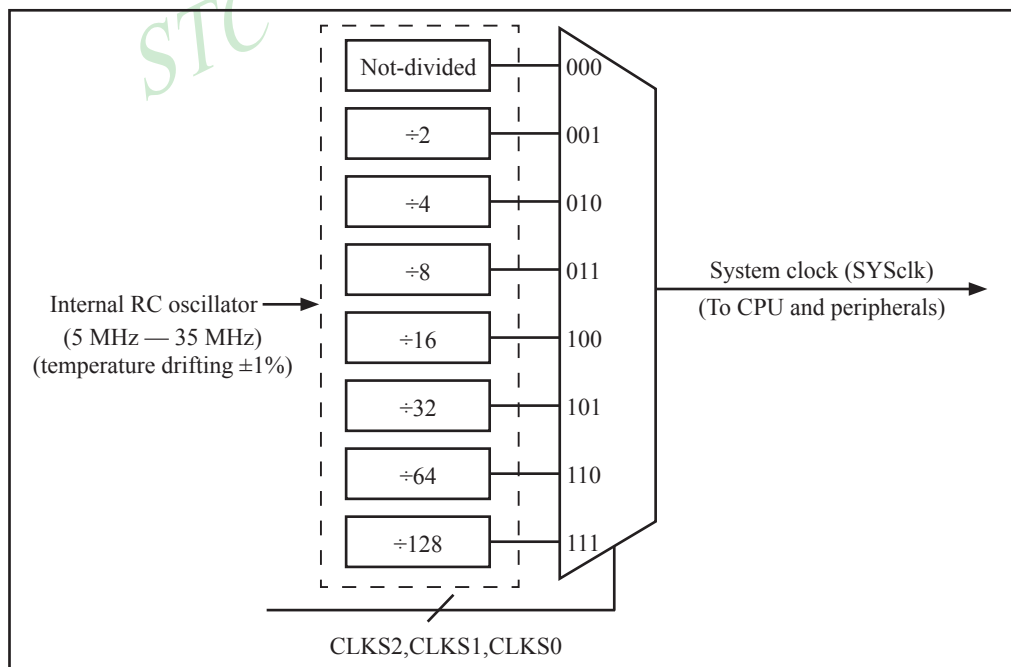 STC
Not-divided
000
÷2
001
÷4
010
÷8
011
÷16
100
÷32
101
÷64
110
÷128
111
Internal RC oscillator
(5 MHz — 35 MHz)
(temperature drifting ±1%)
System clock (SYSclk)
(To CPU and peripherals)
CLKS2,CLKS1,CLKS0